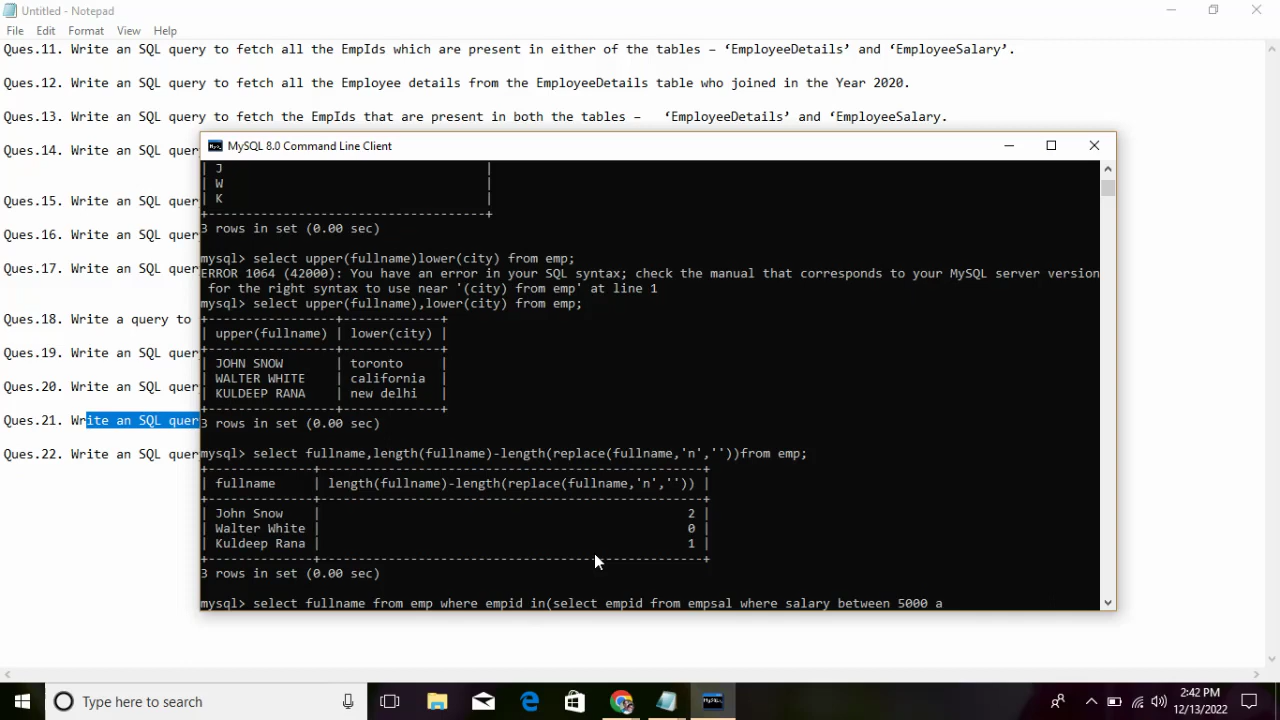 Untitled - Notepad
File Edit Format View Help
Ques.11. Write an SQL query to fetch all the EmpIds which are present in either of the tables – ‘EmployeeDetails’ and ‘EmployeeSalary’.
Ques.12. Write an SQL query to fetch all the Employee details from the EmployeeDetails table who joined in the Year 2020.
Ques.13. Write an SQL query to fetch the EmpIds that are present in both the tables –   ‘EmployeeDetails’ and ‘EmployeeSalary.
Ques.14. Write an SQL query
Ques.15. Write an SQL query
Ques.16. Write an SQL query
Ques.17. Write an SQL query
Ques.18. Write a query to
Ques.19. Write an SQL query
Ques.20. Write an SQL query
Ques.21. Write an SQL query
Ques.22. Write an SQL query
MySQL 8.0 Command Line Client
| J |
| W |
| K |
+-------------------------------------+
3 rows in set (0.00 sec)
mysql> select upper(fullname)lower(city) from emp;
ERROR 1064 (42000): You have an error in your SQL syntax; check the manual that corresponds to your MySQL server version
for the right syntax to use near '(city) from emp' at line 1
mysql> select upper(fullname),lower(city) from emp;
+-----------------+-------------+
| upper(fullname) | lower(city) |
+-----------------+-------------+
| JOHN SNOW       | toronto     |
| WALTER WHITE    | california  |
| KULDEEP RANA    | new delhi   |
+-----------------+-------------+
3 rows in set (0.00 sec)
mysql> select fullname,length(fullname)-length(replace(fullname,'n',''))from emp;
+--------------+---------------------------------------------------+
| fullname     | length(fullname)-length(replace(fullname,'n','')) |
+--------------+---------------------------------------------------+
| John Snow    |                                                 2 |
| Walter White |                                                 0 |
| Kuldeep Rana |                                                 1 |
+--------------+---------------------------------------------------+
3 rows in set (0.00 sec)
mysql> select fullname from emp where empid in(select empid from empsal where salary between 5000 a
Type here to search
2:42 PM
12/13/2022